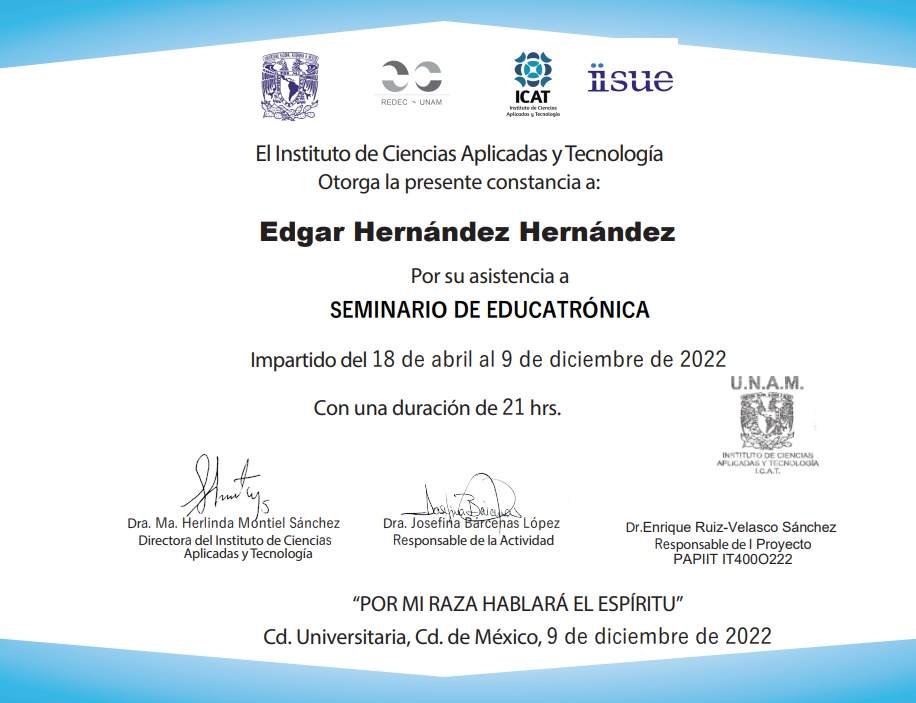 REDEC UNAM
ICAT
Instituto de Ciencias
Aplicadas y Tecnología
iisue
El Instituto de Ciencias Aplicadas y Tecnología
Otorga la presente constancia a:
Edgar Hernández Hernández
Por su asistencia a
SEMINARIO DE EDUCATRÓNICA
Impartido del 18 de abril al 9 de diciembre de 2022
Con una duración de 21 hrs.
U.N.A.M.
INSTITUTO DE CIENCIAS
APLICADAS Y TECNOLOGÍA
I.C.A.T.
Josefina Bárcenas
Dra. Ma. Herlinda Montiel Sánchez
Directora del Instituto de Ciencias
Aplicadas y Tecnología
Dra. Josefina Bárcenas López
Responsable de la Actividad
Dr.Enrique Ruiz-Velasco Sánchez
Responsable de l Proyecto
PAPIIT IT400O222
“POR MI RAZA HABLARÁ EL ESPÍRITU”
Cd. Universitaria, Cd. de México, 9 de diciembre de 2022